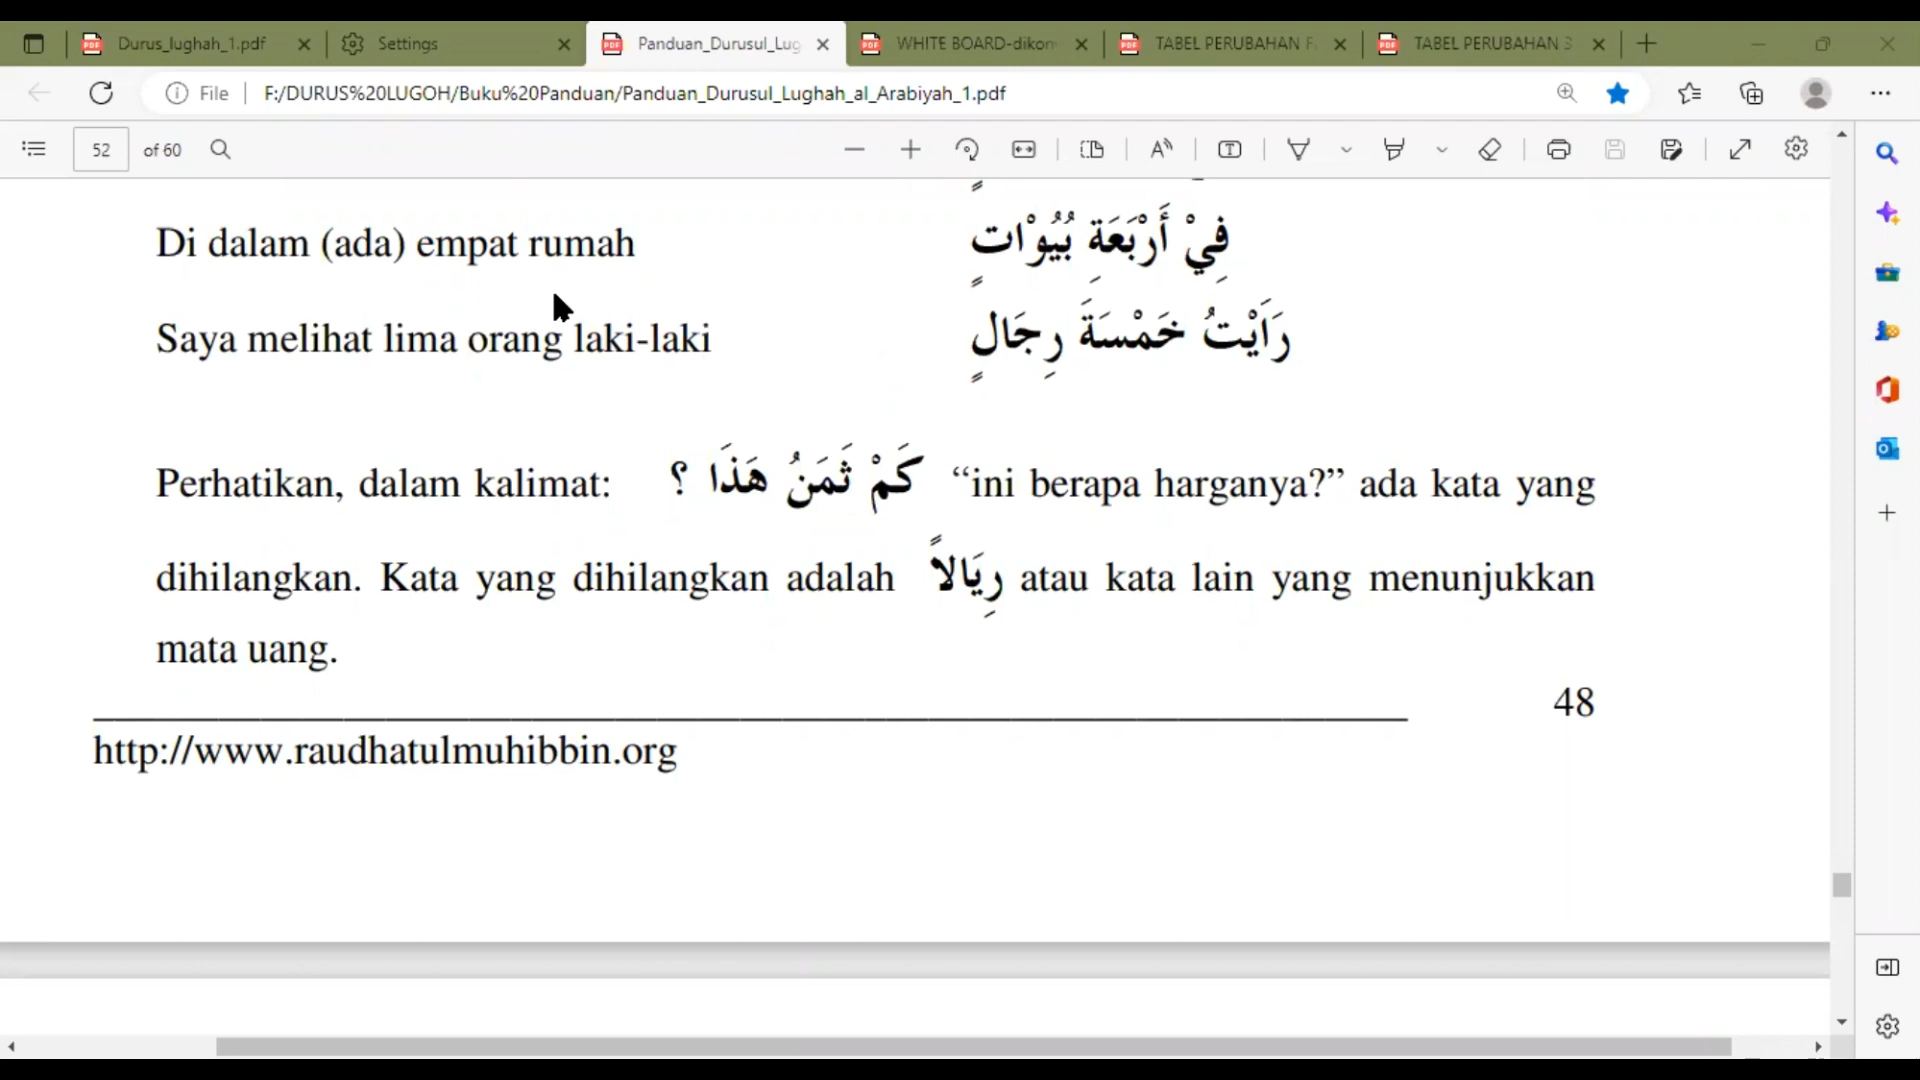 Durus_lughah_1.pdf Settings Panduan_Durusul_Lug WHITE BOARD-dikon TABEL PERUBAHAN F TABEL PERUBAHAN S
File F:/DURUS%20LUGOH/Buku%20Panduan/Panduan_Durusul_Lughah_al_Arabiyah_1.pdf
52 of 60
Di dalam (ada) empat rumah فِيْ أَرْبَعَةِ بُيُوْاتٍ
Saya melihat lima orang laki-laki رَايْتُ خَمْسَةَ رِجَالٍ
Perhatikan, dalam kalimat: كَمْ ثَمَنُ هَذَا ؟ “ini berapa harganya?” ada kata yang
dihilangkan. Kata yang dihilangkan adalah رِيَالاً atau kata lain yang menunjukkan
mata uang.
48
http://www.raudhatulmuhibbin.org